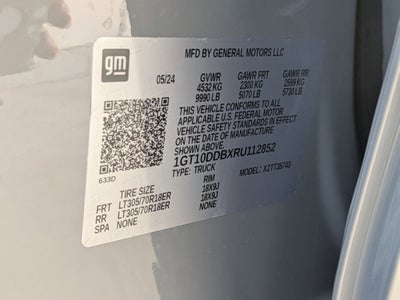 gm
MFD BY GENERAL MOTORS LLC
05/24 GVWR GAWR FRT GAWR RR
4532 KG 2300 KG 2599 KG
9990 LB 5070 LB 5730 LB
THIS VEHICLE CONFORMS TO ALL
APPLICABLE U.S. FEDERAL MOTOR
VEHICLE SAFETY STANDARDS IN EFFECT
ON THE DATE OF MANUFACTURE SHOWN ABOVE.
1GT10DDBXRU112852
633D TYPE: TRUCK MODEL:
TIRE SIZE RIM
FRT LT305/70R18ER 18X9J
RR LT305/70R18ER 18X9J
SPA NONE NONE